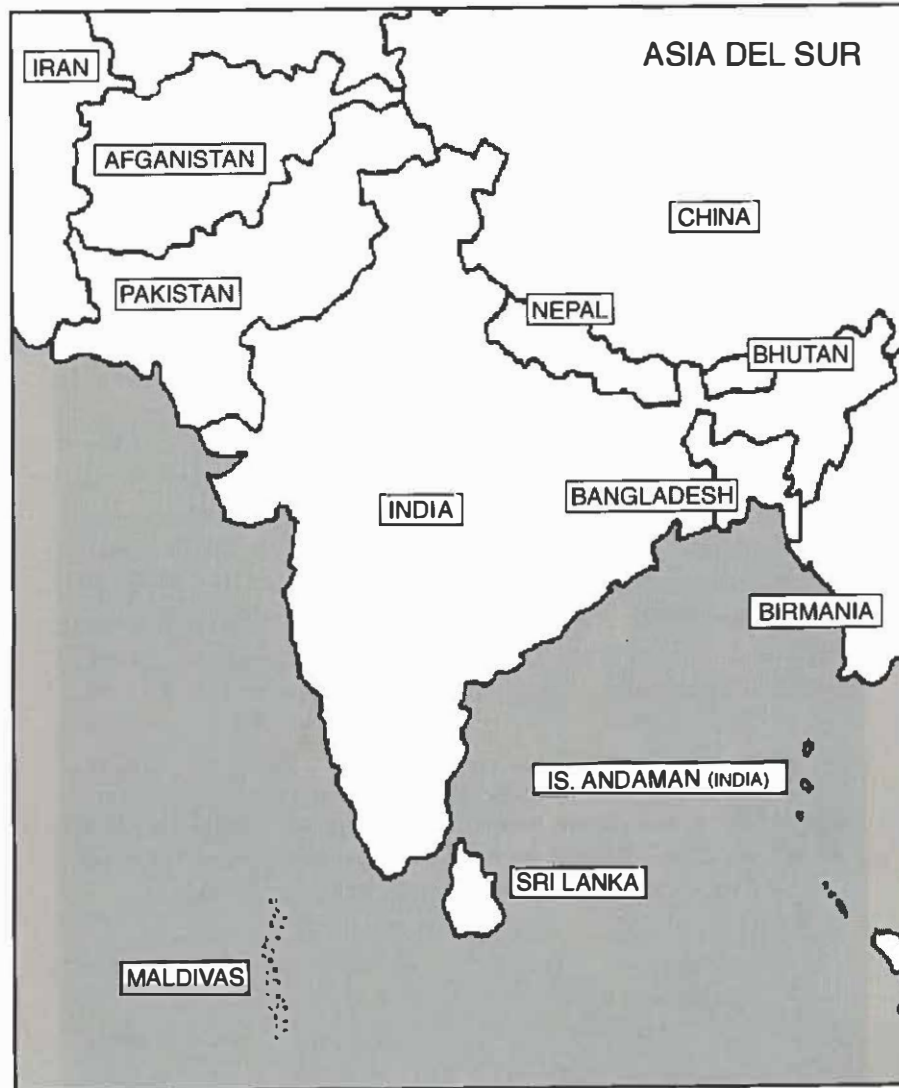 ASIA DEL SUR
IRAN
AFGANISTAN
CHINA
PAKISTAN
NEPAL
BHUTAN
BANGLADESH
INDIA
BIRMANIA
IS. ANDAMAN (INDIA)
SRI LANKA
MALDIVAS